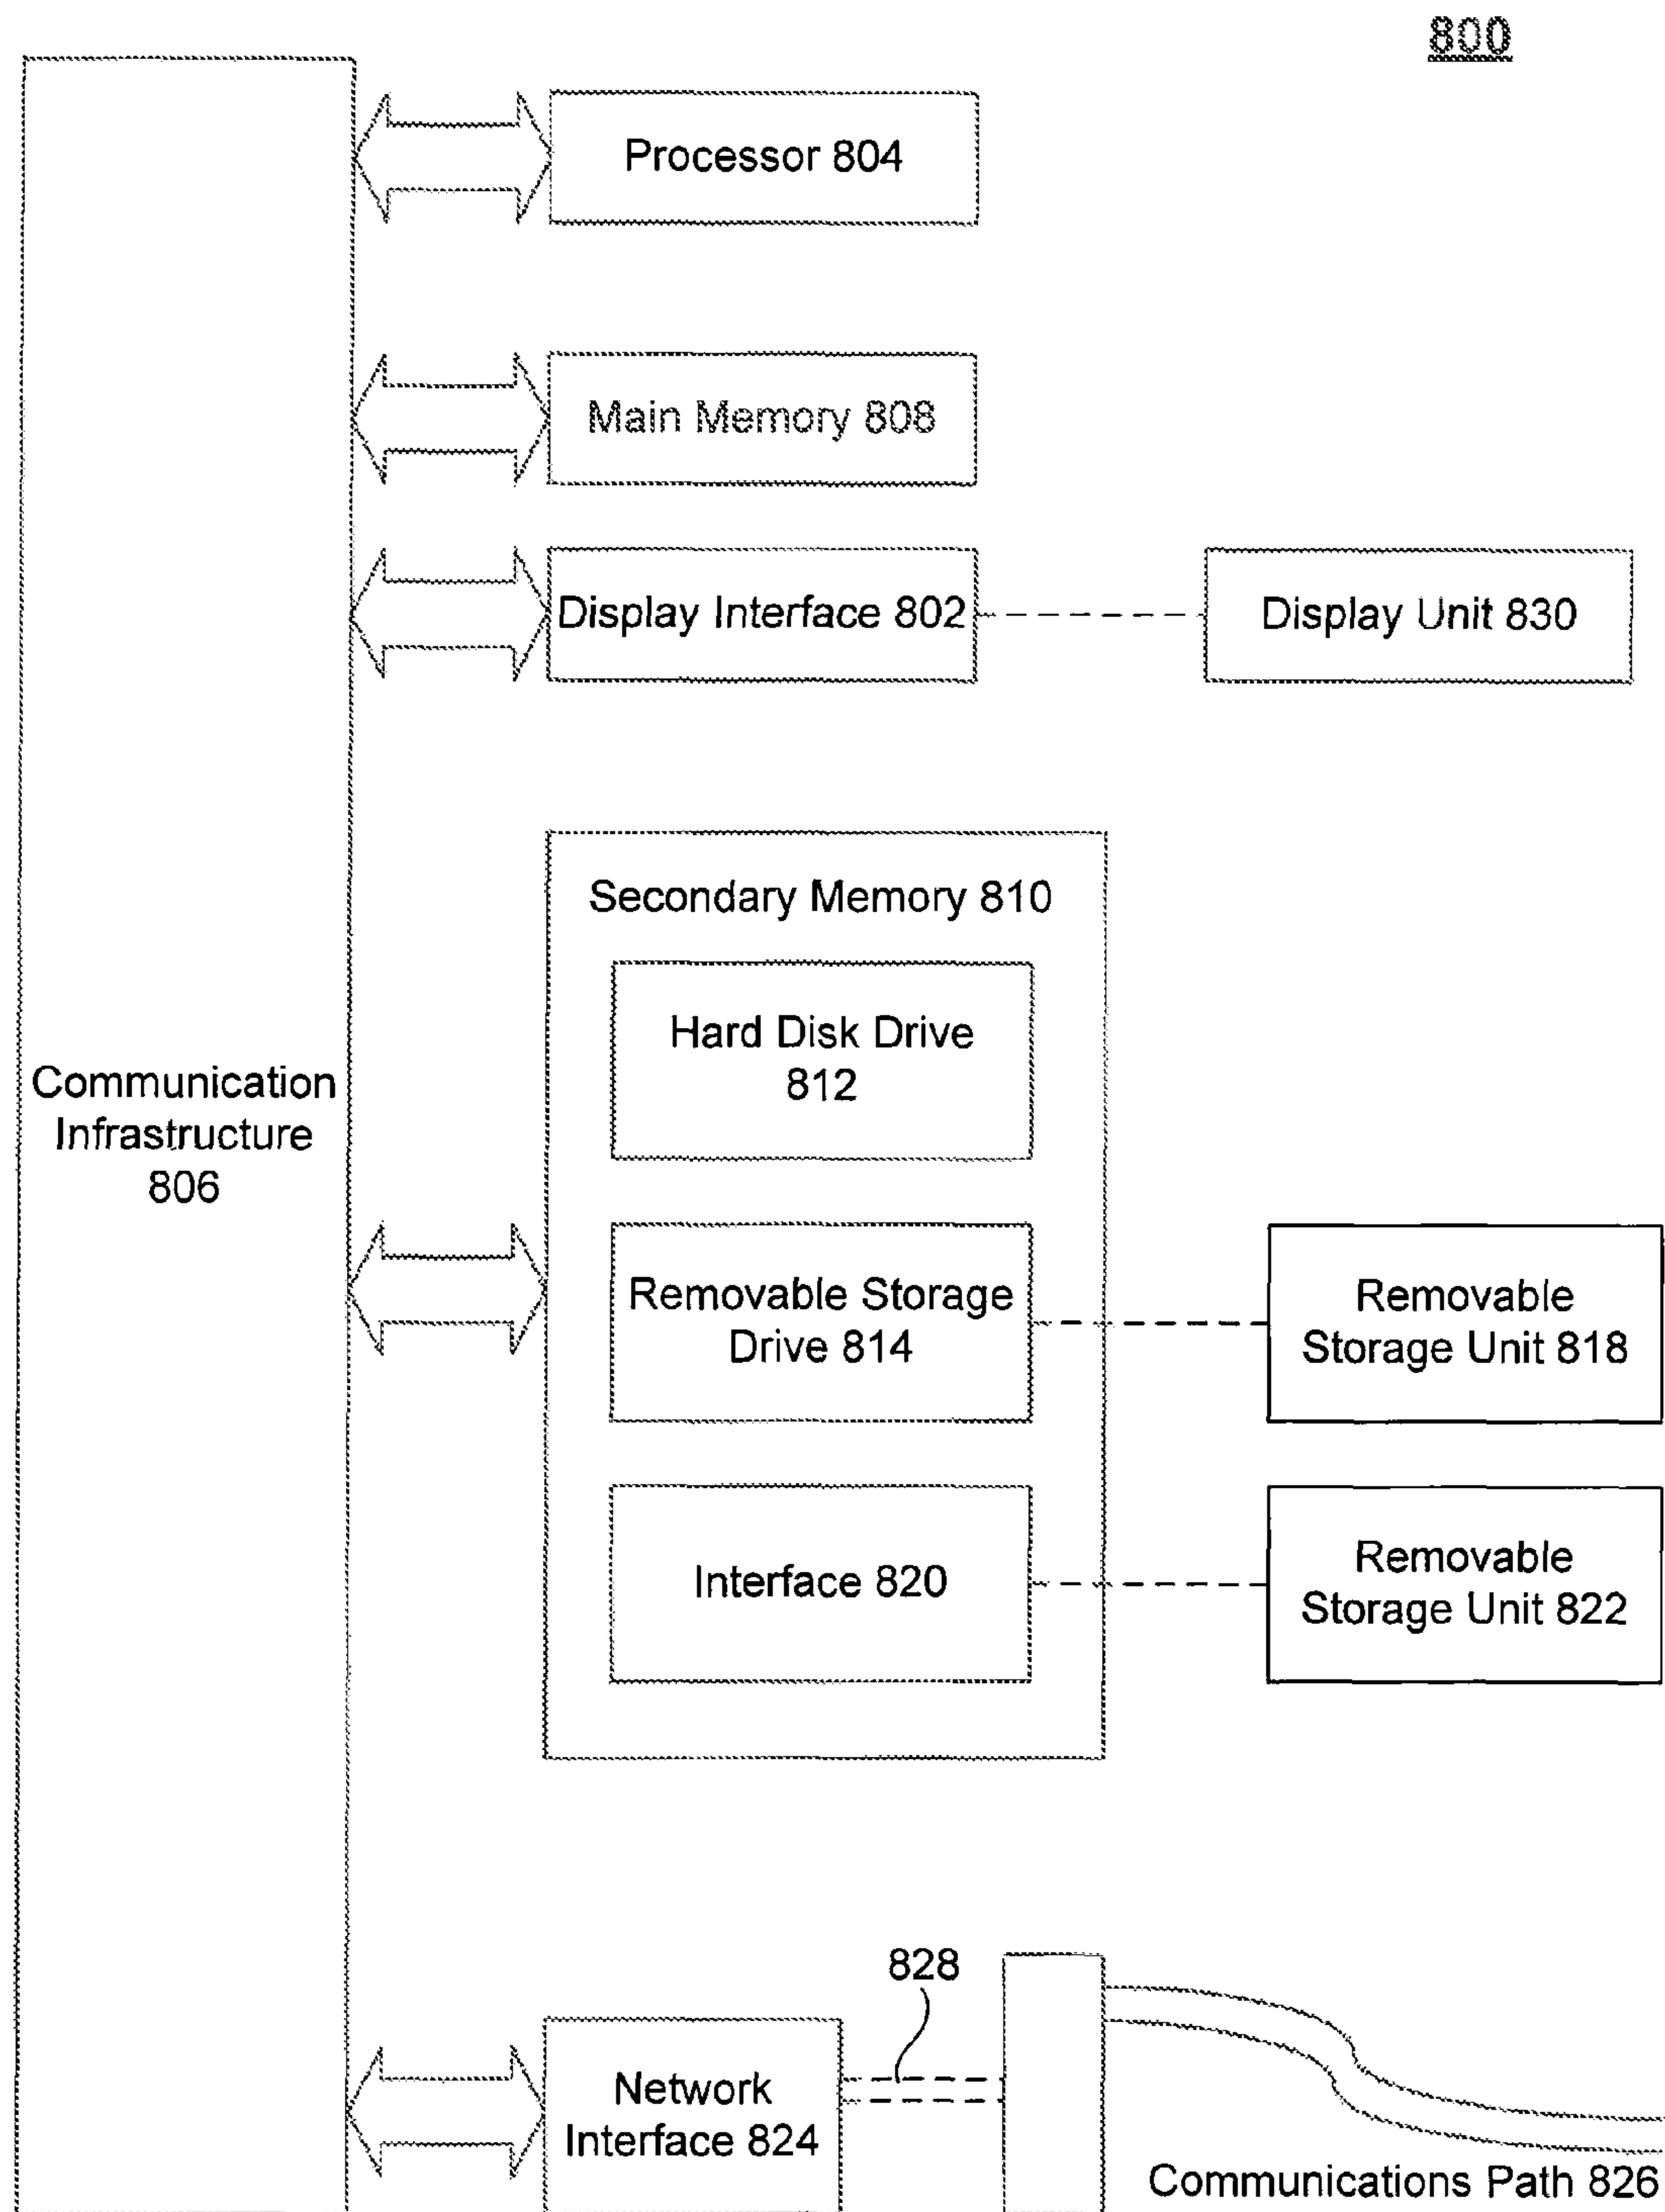 800
Processor 804
Main Memory 808
Display Interface 802
Display Unit 830
Secondary Memory 810
Hard Disk Drive
812
Communication
Infrastructure
806
Removable Storage
Drive 814
Removable
Storage Unit 818
Interface 820
Removable
Storage Unit 822
828
Network
Interface 824
Communications Path 826